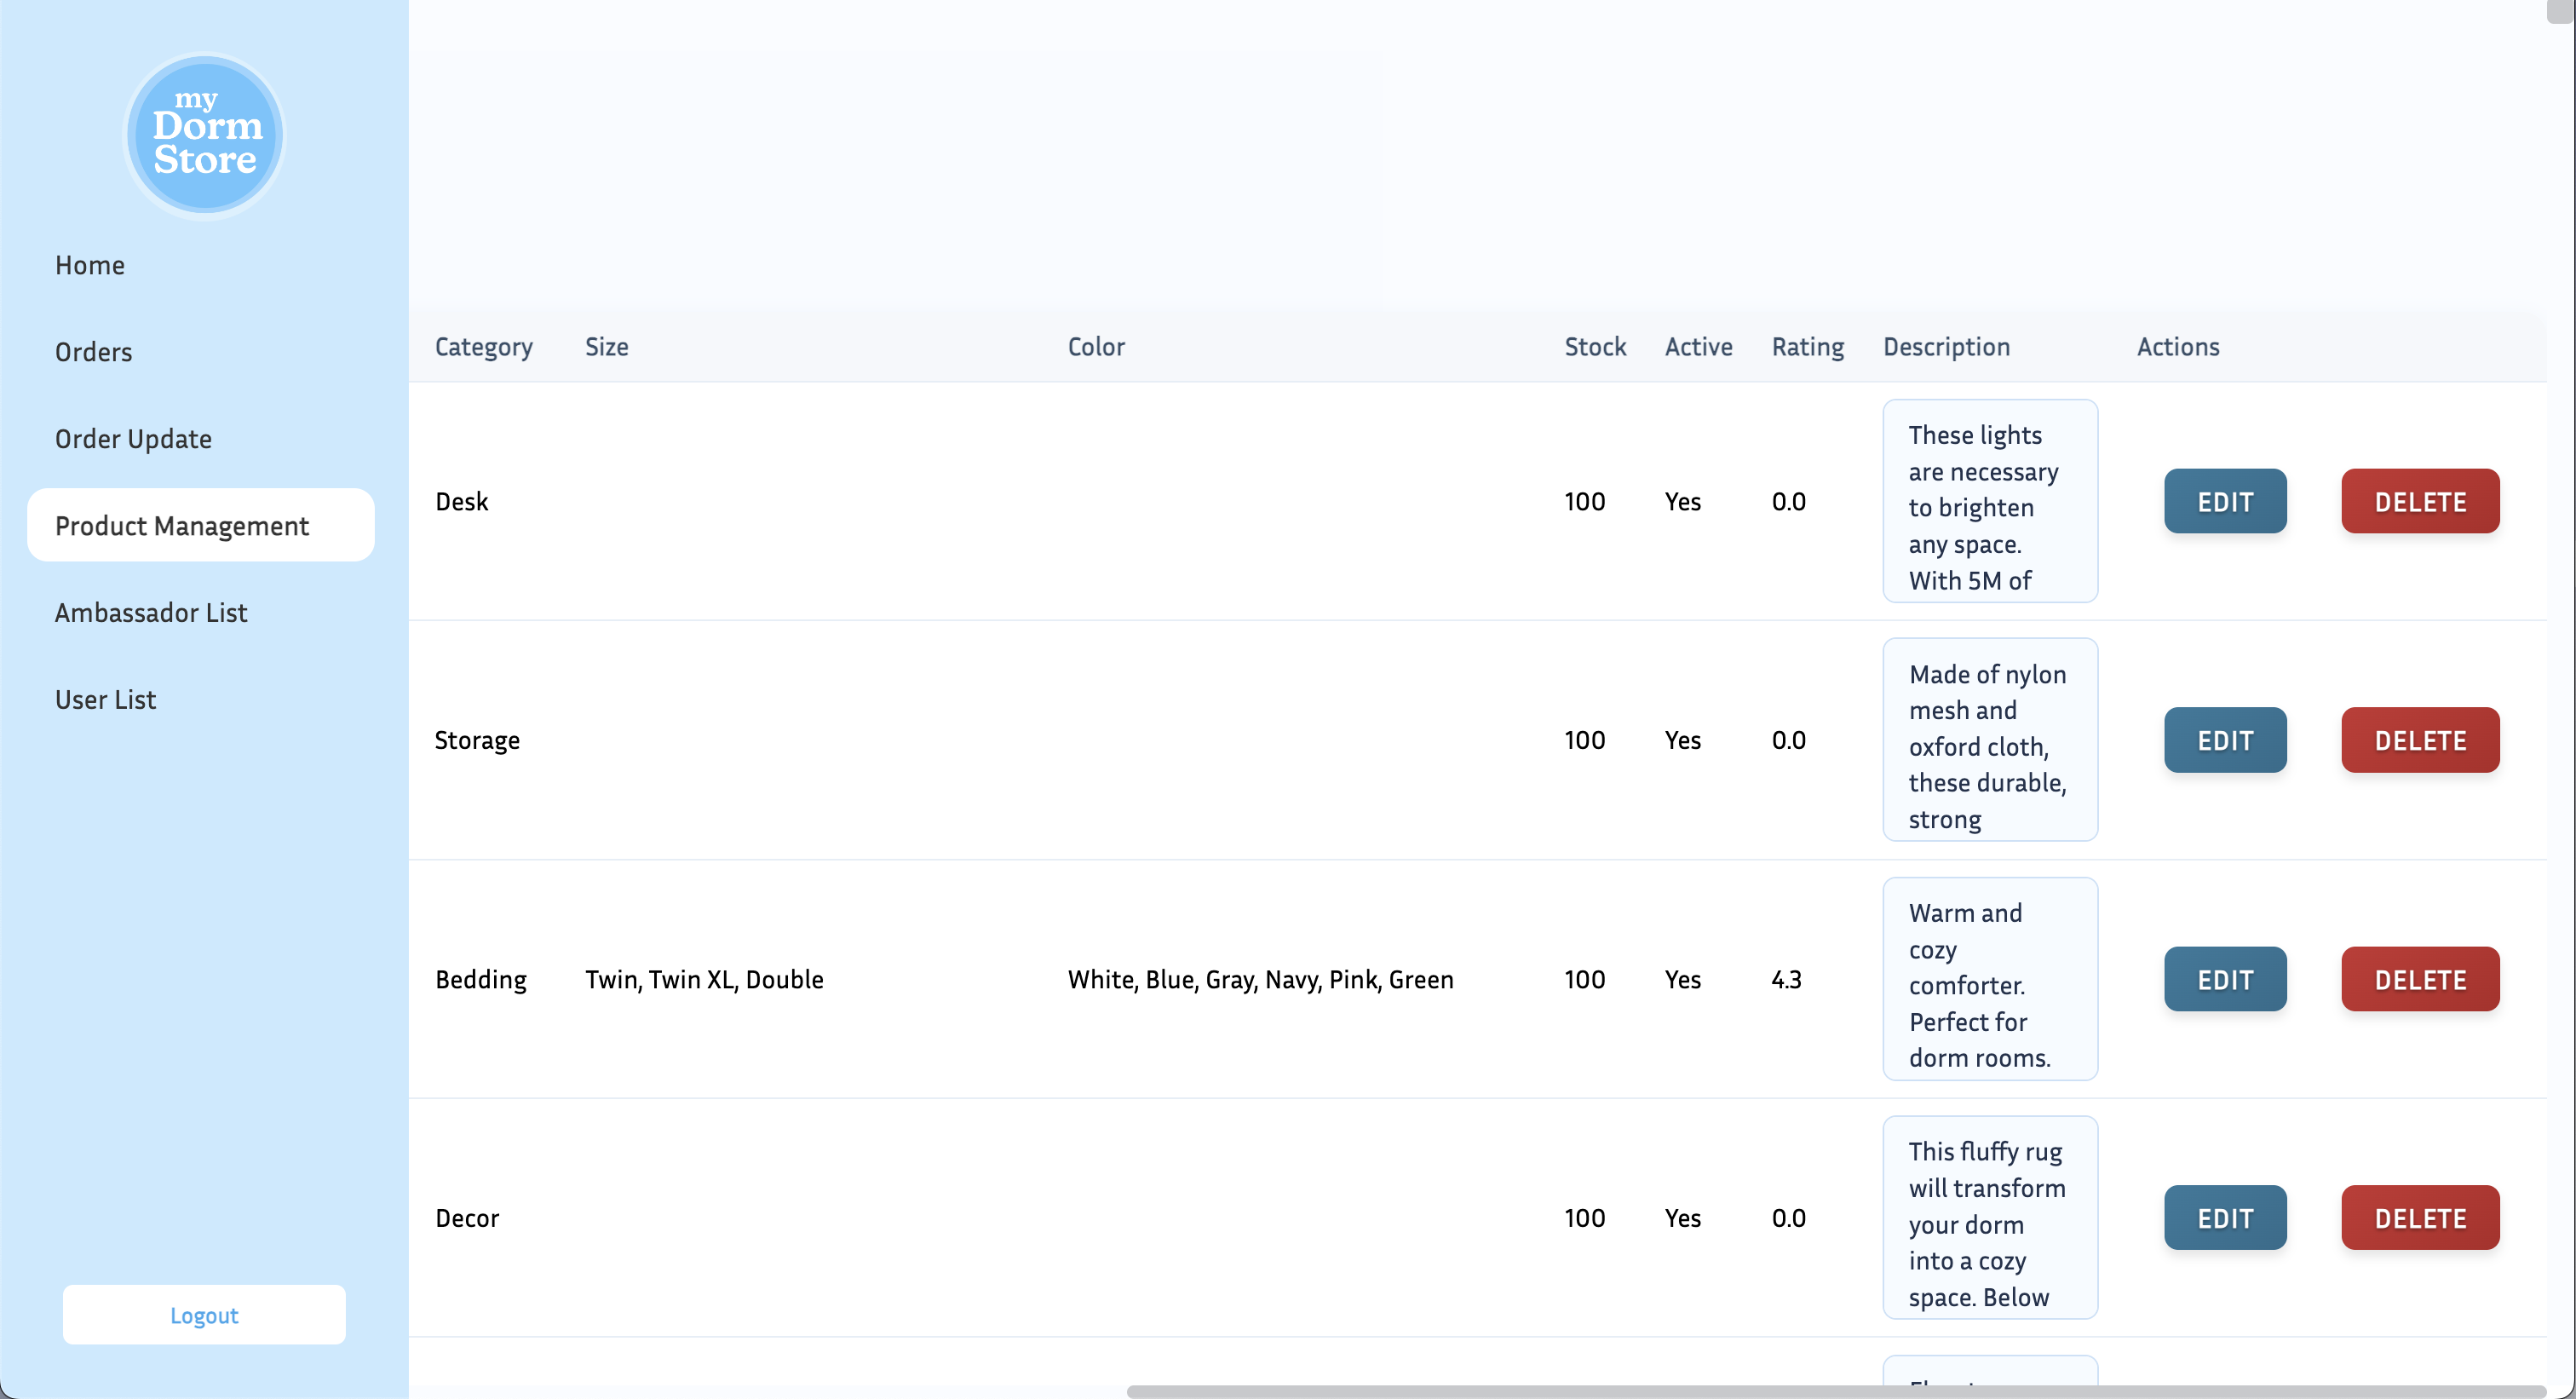 my
Dorm
Store
Home
Orders
Order Update
Product Management
Ambassador List
User List
Logout
Category Size Color Stock Active Rating Description Actions
Desk 100 Yes 0.0
These lights
are necessary
to brighten
any space.
With 5M of
EDIT DELETE
Storage 100 Yes 0.0
Made of nylon
mesh and
oxford cloth,
these durable,
strong
EDIT DELETE
Bedding Twin, Twin XL, Double White, Blue, Gray, Navy, Pink, Green 100 Yes 4.3
Warm and
cozy
comforter.
Perfect for
dorm rooms.
EDIT DELETE
Decor 100 Yes 0.0
This fluffy rug
will transform
your dorm
into a cozy
space. Below
EDIT DELETE